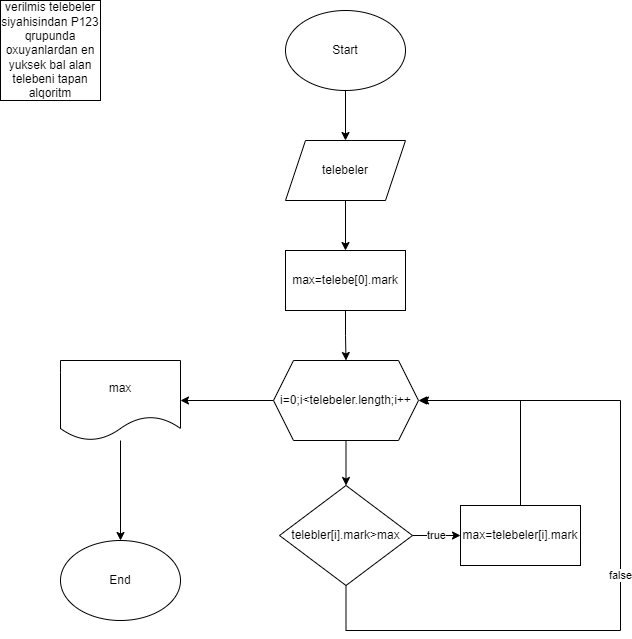 verilmis telebeler
siyahisindan P123
qrupunda
oxuyanlardan en
yuksek bal alan
telebeni tapan
alqoritm
Start
telebeler
max=telebe[0].mark
i=0;i<telebeler.length;i++
max
telebler[i].mark>max
true
max=telebeler[i].mark
false
End